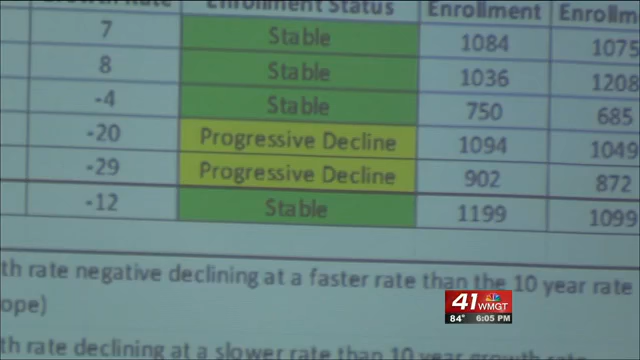 Growth Rate Enrollment Status Enrollment Enrollm
7 Stable 1084 1075
8 Stable 1036 1208
-4 Stable 750 685
-20 Progressive Decline 1094 1049
-29 Progressive Decline 902 872
-12 Stable 1199 1099
th rate negative declining at a faster rate than the 10 year rate
ope)
th rate declining at a slower rate than 10 year growth rate
41 WMGT
84° 6:05 PM